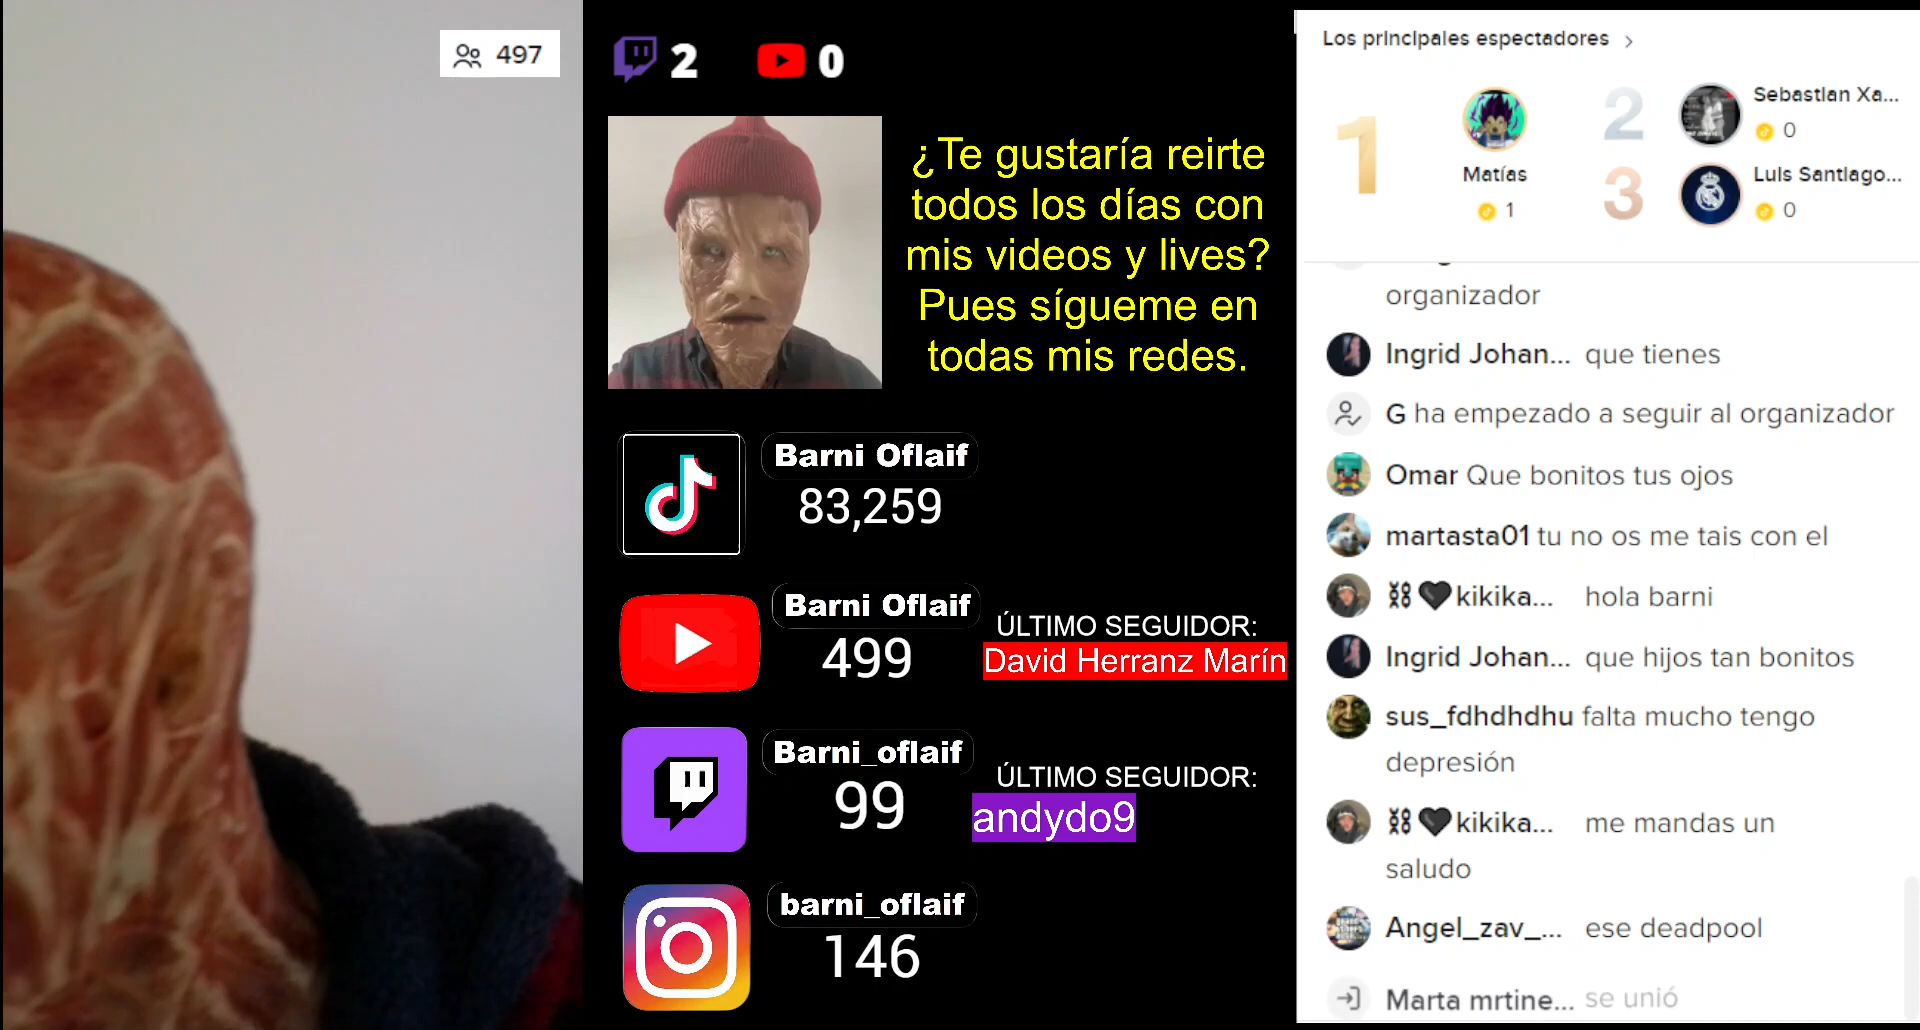 497
2
0
¿Te gustaría reirte
todos los días con
mis videos y lives?
Pues sígueme en
todas mis redes.
Barni Oflaif
83,259
Barni Oflaif
499
ÚLTIMO SEGUIDOR:
David Herranz Marín
Barni_oflaif
99
ÚLTIMO SEGUIDOR:
andydo9
barni_oflaif
146
Los principales espectadores >
1
Matías
1
2
Sebastian Xa...
0
3
Luis Santiago...
0
organizador
Ingrid Johan... que tienes
G ha empezado a seguir al organizador
Omar Que bonitos tus ojos
martasta01 tu no os me tais con el
⛓🖤kikika... hola barni
Ingrid Johan... que hijos tan bonitos
sus_fdhdhdhu falta mucho tengo
depresión
⛓🖤kikika... me mandas un
saludo
Angel_zav_... ese deadpool
Marta mrtine... se unió